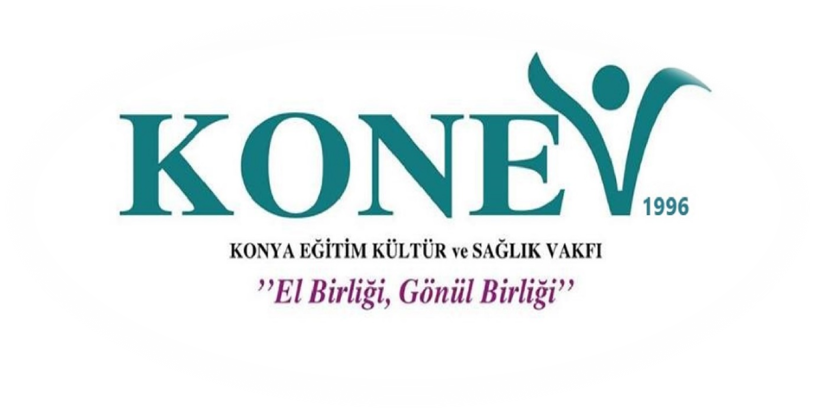 KONEV
1996
KONYA EĞİTİM KÜLTÜR ve SAĞLIK VAKFI
’’El Birliği, Gönül Birliği’’